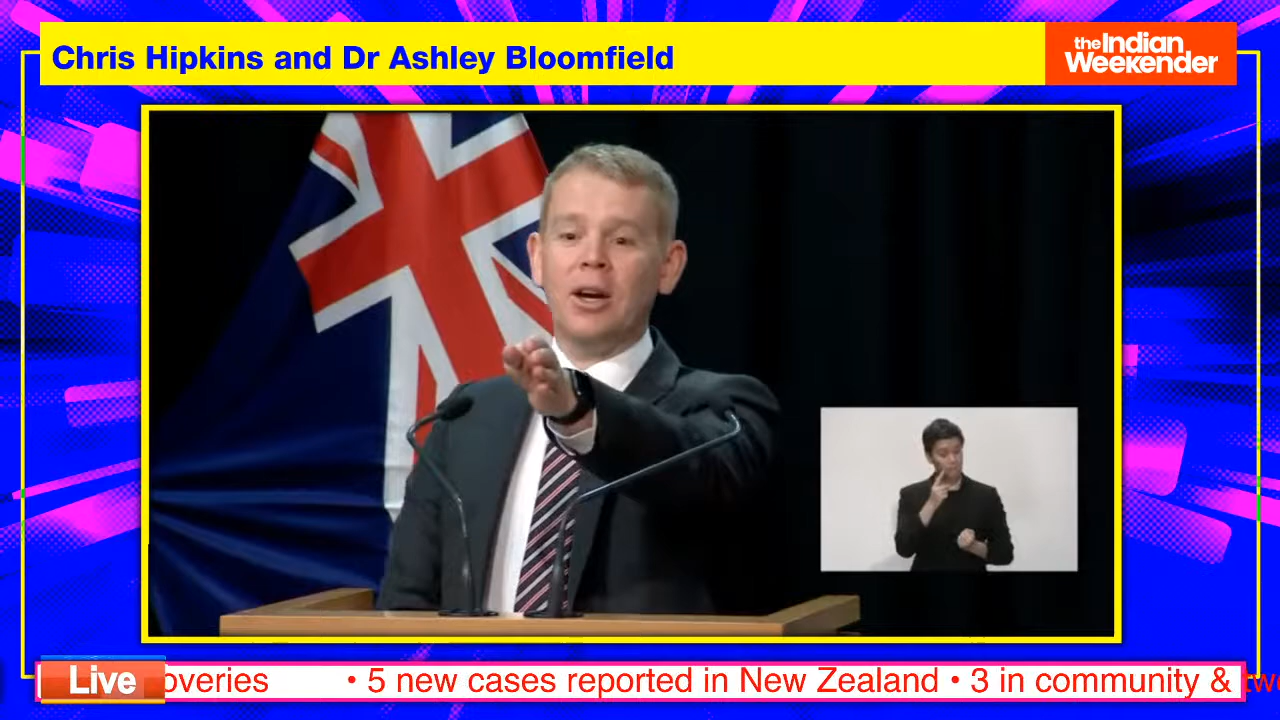 Chris Hipkins and Dr Ashley Bloomfield
the Indian
Weekender
Live
overies • 5 new cases reported in New Zealand • 3 in community & two